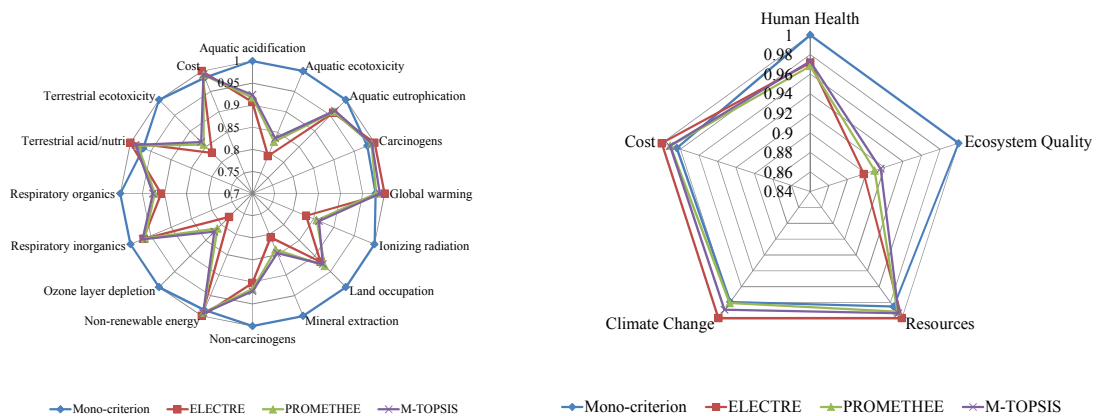 Aquatic acidification
Aquatic ecotoxicity
Aquatic eutrophication
Carcinogens
Global warming
Ionizing radiation
Land occupation
Mineral extraction
Non-carcinogens
Non-renewable energy
Ozone layer depletion
Respiratory inorganics
Respiratory organics
Terrestrial acid/nutri
Terrestrial ecotoxicity
Cost
1
0.95
0.9
0.85
0.8
0.75
0.7
Mono-criterion ELECTRE PROMETHEE M-TOPSIS
Human Health
Ecosystem Quality
Resources
Climate Change
Cost
1
0.98
0.96
0.94
0.92
0.9
0.88
0.86
0.84
Mono-criterion ELECTRE PROMETHEE M-TOPSIS